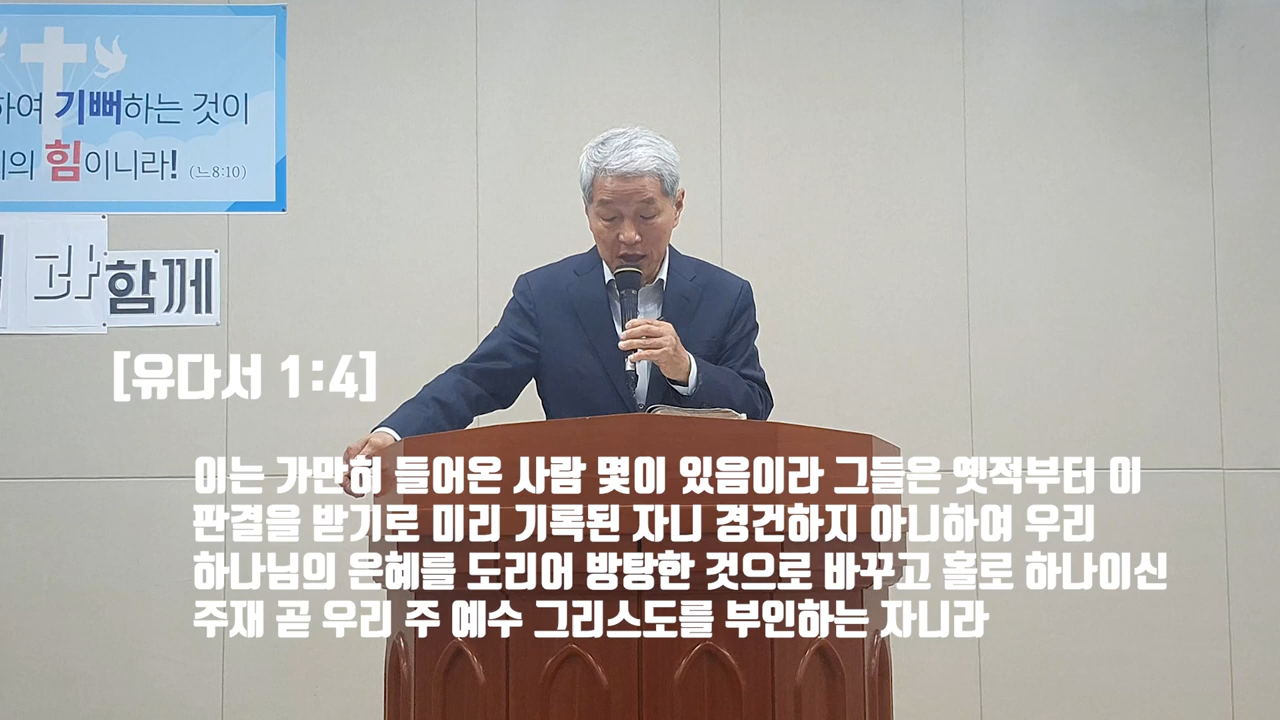 하여 기뻐하는 것이
의 힘이니라! (느8:10)
함께
[유다서 1:4]
이는 가만히 들어온 사람 몇이 있음이라 그들은 옛적부터 이
판결을 받기로 미리 기록된 자니 경건하지 아니하여 우리
하나님의 은혜를 도리어 방탕한 것으로 바꾸고 홀로 하나이신
주재 곧 우리 주 예수 그리스도를 부인하는 자니라